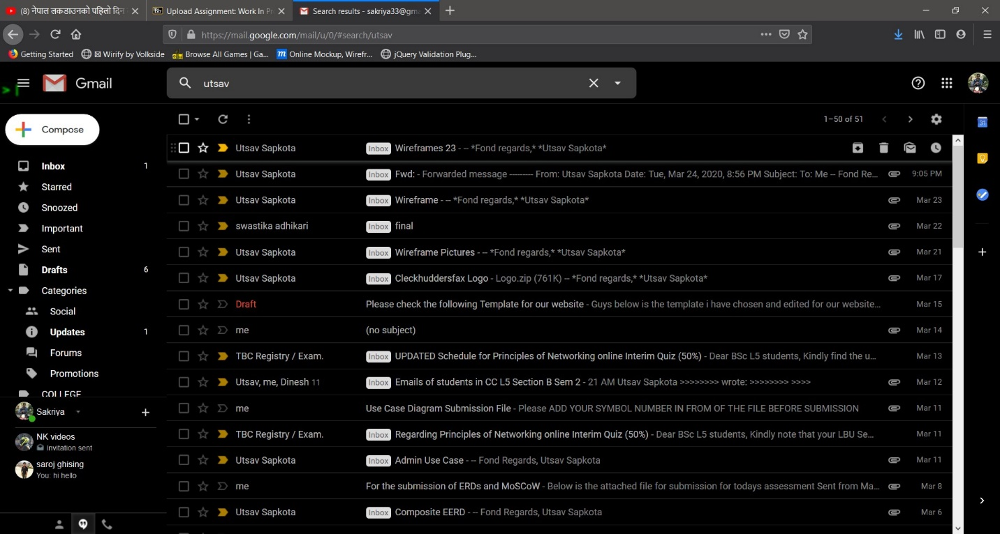 (8) नेपाल लकडाउनको पहिलो दिन
Upload Assignment: Work In Pr
Search results - sakriya33@gma
https://mail.google.com/mail/u/0/#search/utsav
Getting Started Wirify by Volkside Browse All Games | Ga... Online Mockup, Wirefr... jQuery Validation Plug...
Gmail
utsav
Compose
1–50 of 51
Inbox 1
Starred
Snoozed
Important
Sent
Drafts 6
Categories
Social
Updates 1
Forums
Promotions
COLLEGE
Sakriya
NK videos
invitation sent
saroj ghising
You: hi hello
Utsav Sapkota Inbox Wireframes 23 - -- *Fond regards,* *Utsav Sapkota*
Utsav Sapkota Inbox Fwd: - Forwarded message --------- From: Utsav Sapkota Date: Tue, Mar 24, 2020, 8:56 PM Subject: To: Me -- Fond Re... 9:05 PM
Utsav Sapkota Inbox Wireframe - -- *Fond regards,* *Utsav Sapkota* Mar 23
swastika adhikari Inbox final Mar 22
Utsav Sapkota Inbox Wireframe Pictures - -- *Fond regards,* *Utsav Sapkota* Mar 21
Utsav Sapkota Inbox Cleckhuddersfax Logo - Logo.zip (761K) -- *Fond regards,* *Utsav Sapkota* Mar 17
Draft Please check the following Template for our website - Guys below is the template i have chosen and edited for our website... Mar 15
me (no subject) Mar 14
TBC Registry / Exam. Inbox UPDATED Schedule for Principles of Networking online Interim Quiz (50%) - Dear BSc L5 students, Kindly find the u... Mar 13
Utsav, me, Dinesh 11 Inbox Emails of students in CC L5 Section B Sem 2 - 21 AM Utsav Sapkota >>>>>>>> wrote: >>>>>>>> >>>> Mar 12
me Use Case Diagram Submission File - Please ADD YOUR SYMBOL NUMBER IN FROM OF THE FILE BEFORE SUBMISSION Mar 11
TBC Registry / Exam. Inbox Regarding Principles of Networking online Interim Quiz (50%) - Dear BSc L5 students, Kindly note that your LBU Se... Mar 11
Utsav Sapkota Inbox Admin Use Case - -- Fond Regards, Utsav Sapkota Mar 11
me For the submission of ERDs and MoSCoW - Below is the attached file for submission for todays assessment Sent from Ma... Mar 8
Utsav Sapkota Inbox Composite EERD - -- Fond Regards, Utsav Sapkota Mar 6